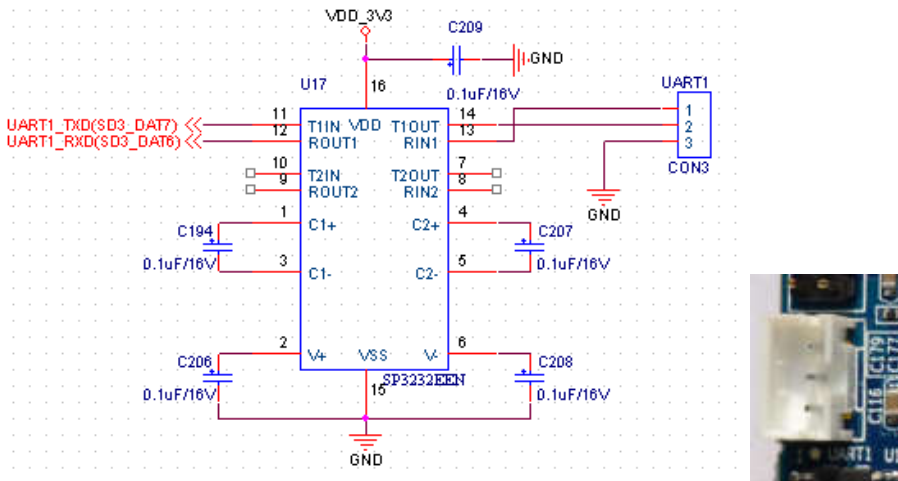 VDD_3V3
C209
GND
0.1uF/16V
U17
16
UART1
UART1_TXD(SD3_DAT7)
11
T1IN
VDD
T1OUT
14
1
UART1_RXD(SD3_DAT6)
12
ROUT1
RIN1
13
2
3
CON3
10
T2IN
T2OUT
7
9
ROUT2
RIN2
8
GND
1
C1+
C2+
4
C194
C207
0.1uF/16V
0.1uF/16V
3
C1-
C2-
5
2
V+
VSS
V-
6
C206
C208
15
SP3232EEN
0.1uF/16V
0.1uF/16V
GND
C179
C177
C116
UART1